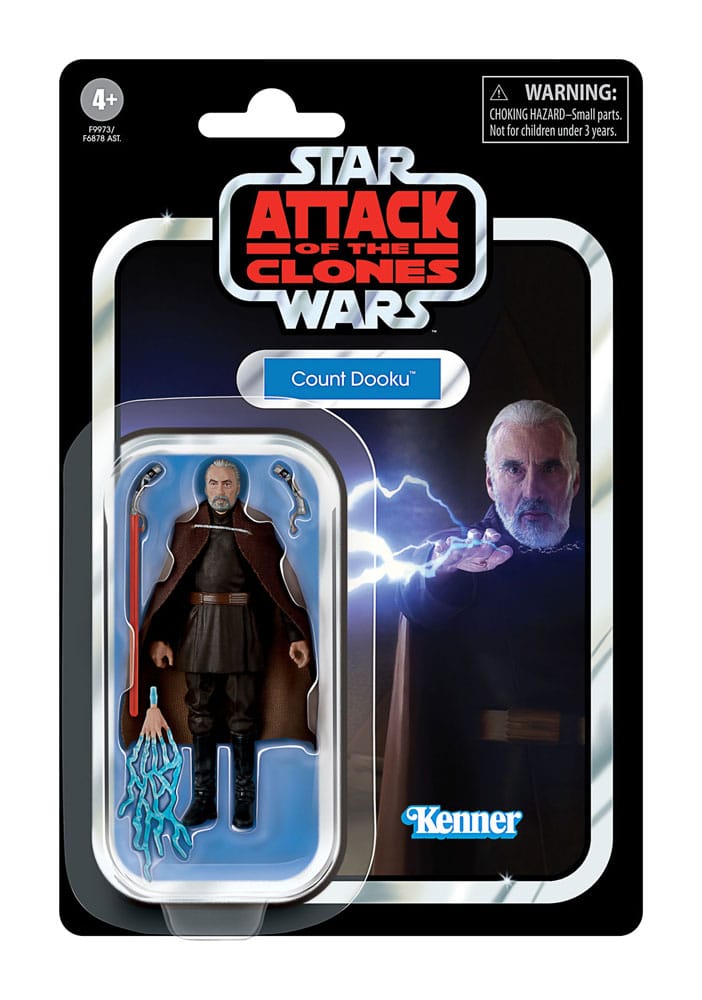 4+
F9973/
F6878 AST.
⚠ WARNING:
CHOKING HAZARD–Small parts.
Not for children under 3 years.
STAR
ATTACK
OF THE
CLONES
WARS™
Count Dooku™
Kenner